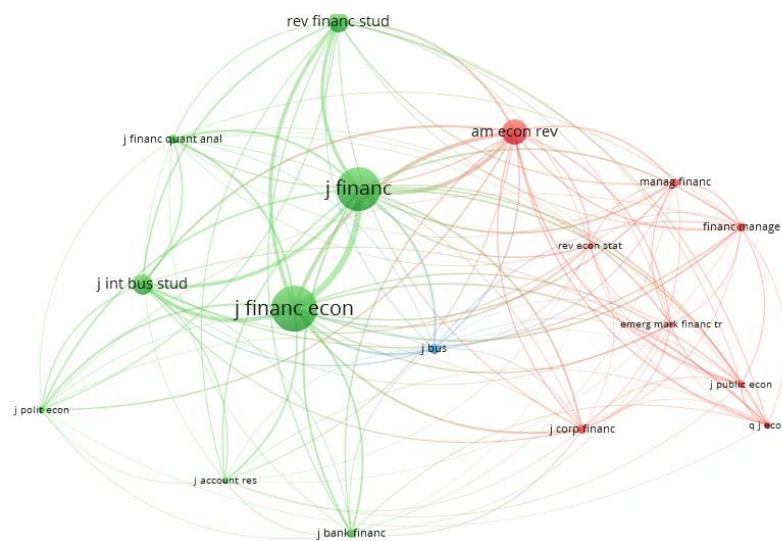 rev financ stud
am econ rev
j financ quant anal
j financ
manag financ
financ manage
rev econ stat
j int bus stud
j financ econ
emerg mark financ tr
j bus
j public econ
j polit econ
q j eco
j corp financ
j account res
j bank financ